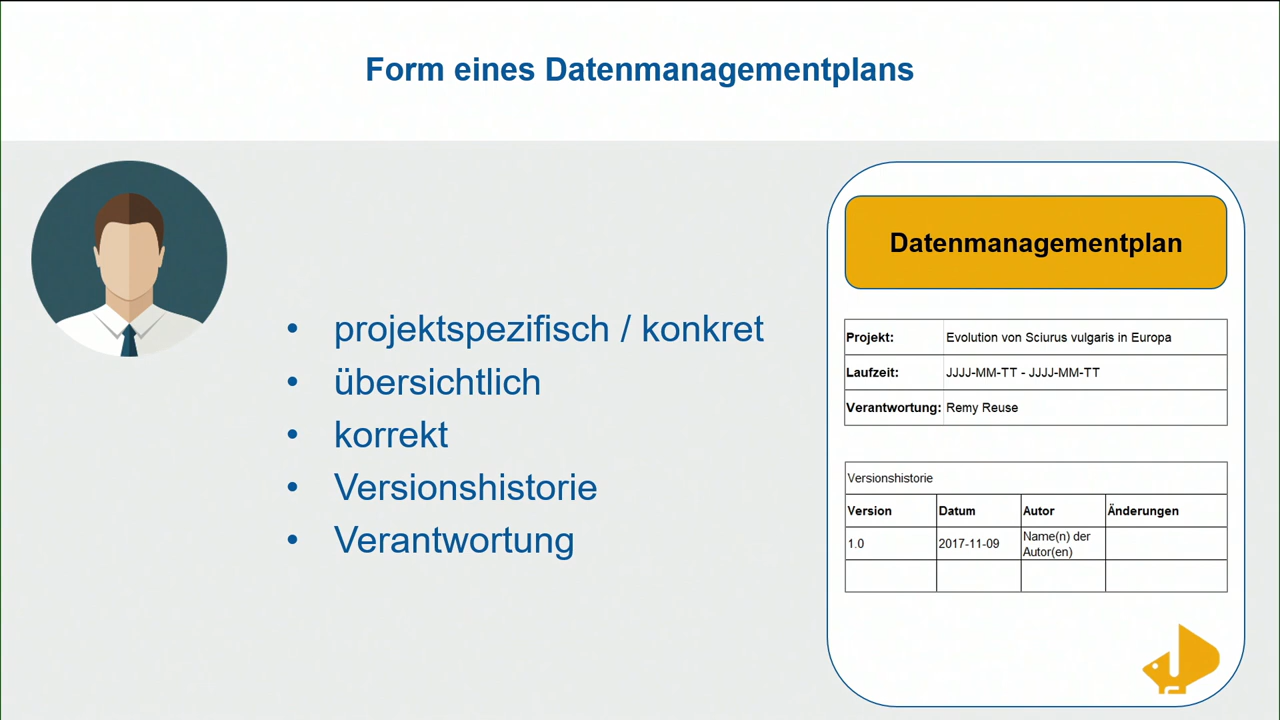 Form eines Datenmanagementplans
• projektspezifisch / konkret
• übersichtlich
• korrekt
• Versionshistorie
• Verantwortung
Datenmanagementplan
Projekt: Evolution von Sciurus vulgaris in Europa
Laufzeit: JJJJ-MM-TT - JJJJ-MM-TT
Verantwortung: Remy Reuse
Versionshistorie
Version Datum Autor Änderungen
1.0 2017-11-09 Name(n) der
Autor(en)